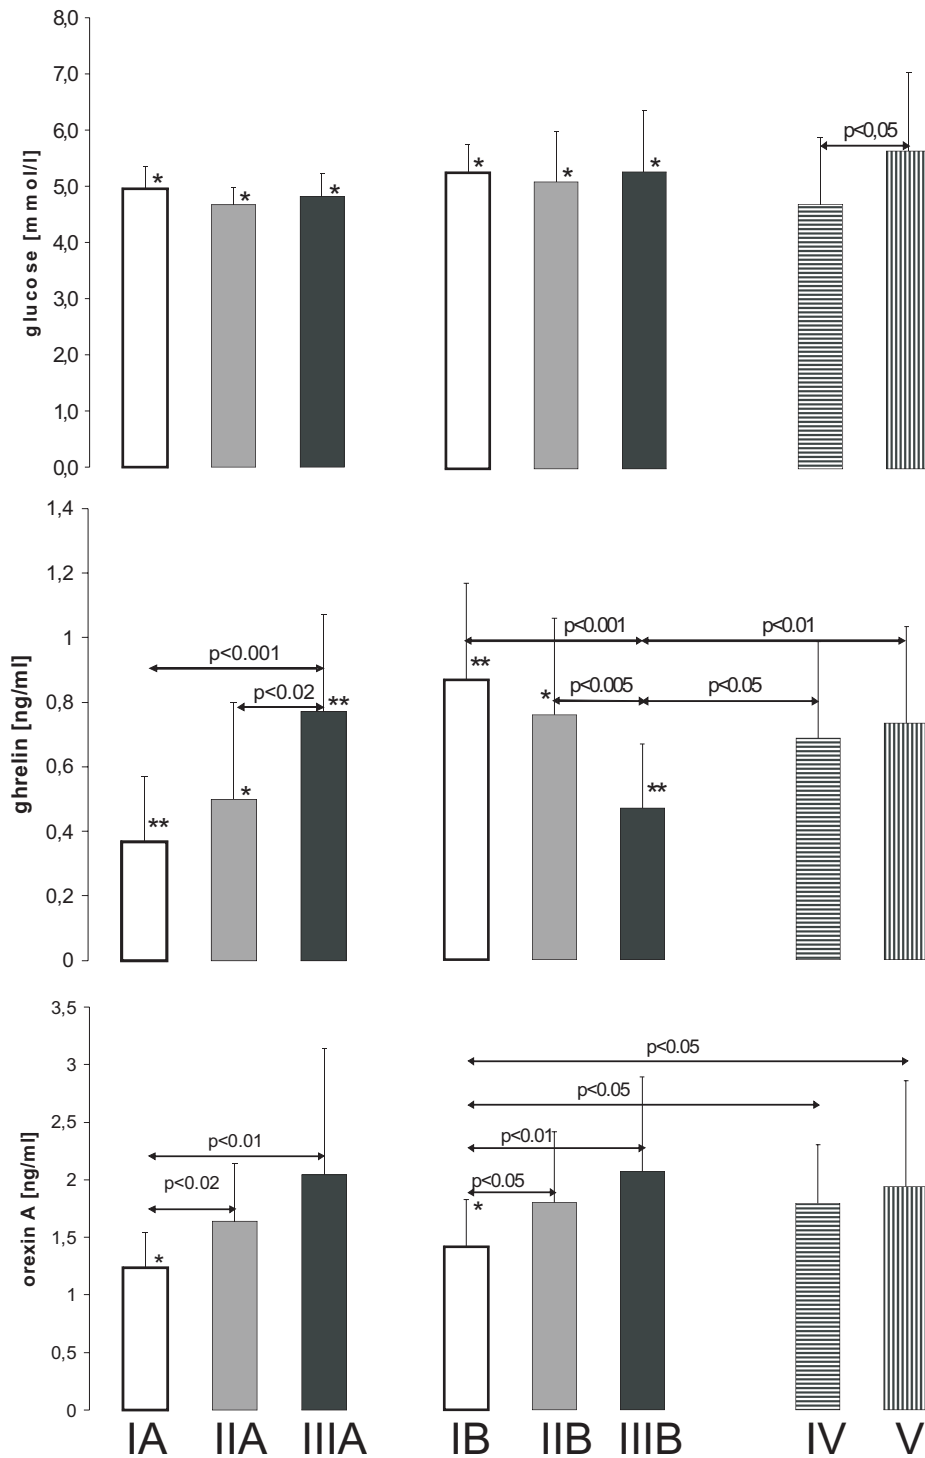 8,0
7,0
6,0
5,0
4,0
3,0
2,0
1,0
0,0
glucose [mmol/l]
* * * * * *
p<0,05
1,4
1,2
1
0,8
0,6
0,4
0,2
0
ghrelin [ng/ml]
p<0.001 p<0.01
p<0.001
p<0.02 p<0.005 p<0.05
** * ** ** * **
3,5
3
2,5
2
1,5
1
0,5
0
orexin A [ng/ml]
p<0.05
p<0.05
p<0.01 p<0.01
p<0.02 p<0.05
* *
IA IIA IIIA IB IIB IIIB IV V